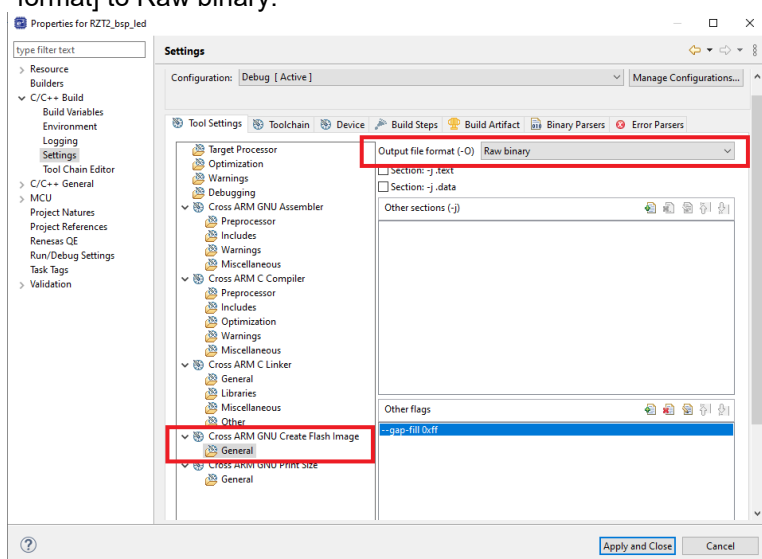 format] to Raw binary.
Properties for RZT2_bsp_led
type filter text
Resource
Builders
C/C++ Build
Build Variables
Environment
Logging
Settings
Tool Chain Editor
C/C++ General
MCU
Project Natures
Project References
Renesas QE
Run/Debug Settings
Task Tags
Validation
Settings
Configuration: Debug [ Active ]
Manage Configurations...
Tool Settings Toolchain Device Build Steps Build Artifact Binary Parsers Error Parsers
Target Processor
Optimization
Warnings
Debugging
Cross ARM GNU Assembler
Preprocessor
Includes
Warnings
Miscellaneous
Cross ARM C Compiler
Preprocessor
Includes
Optimization
Warnings
Miscellaneous
Cross ARM C Linker
General
Libraries
Miscellaneous
Other
Cross ARM GNU Create Flash Image
General
Cross ARM GNU Print Size
General
Output file format (-O) Raw binary
Section: -j .text
Section: -j .data
Other sections (-j)
Other flags
--gap-fill 0xff
Apply and Close
Cancel